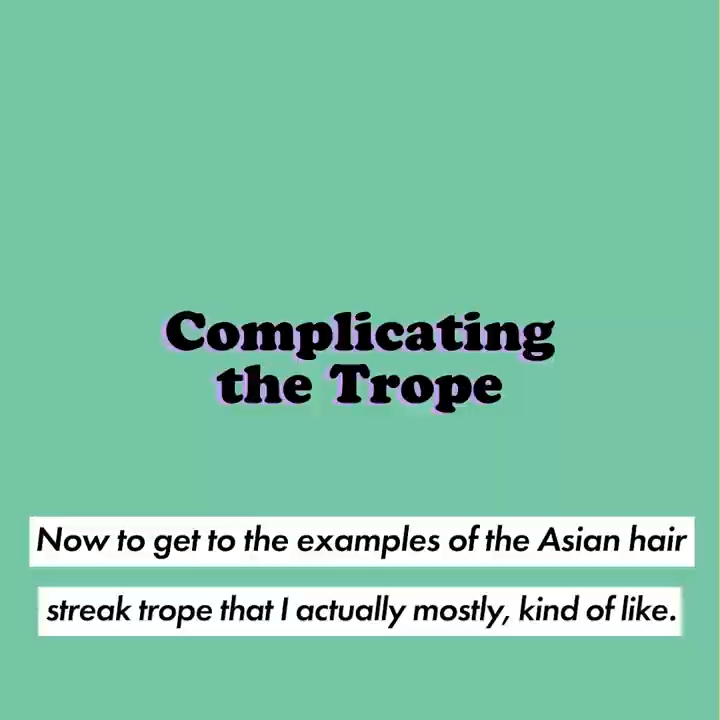 Complicating
the Trope
Now to get to the examples of the Asian hair
streak trope that I actually mostly, kind of like.